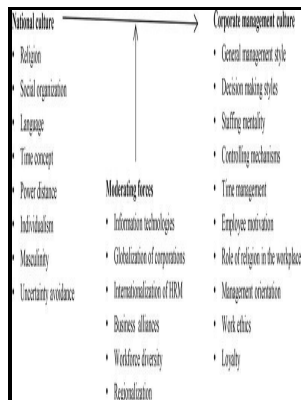 National culture
• Religion
• Social organization
• Language
• Time concept
• Power distance
• Individualism
• Masculinity
• Uncertainty avoidance
Moderating forces
• Information technologies
• Globalization of corporations
• Internationalization of HRM
• Business alliances
• Workforce diversity
• Regionalization
Corporate management culture
• General management style
• Decision making styles
• Staffing mentality
• Controlling mechanisms
• Time management
• Employee motivation
• Role of religion in the workplace
• Management orientation
• Work ethics
• Loyalty